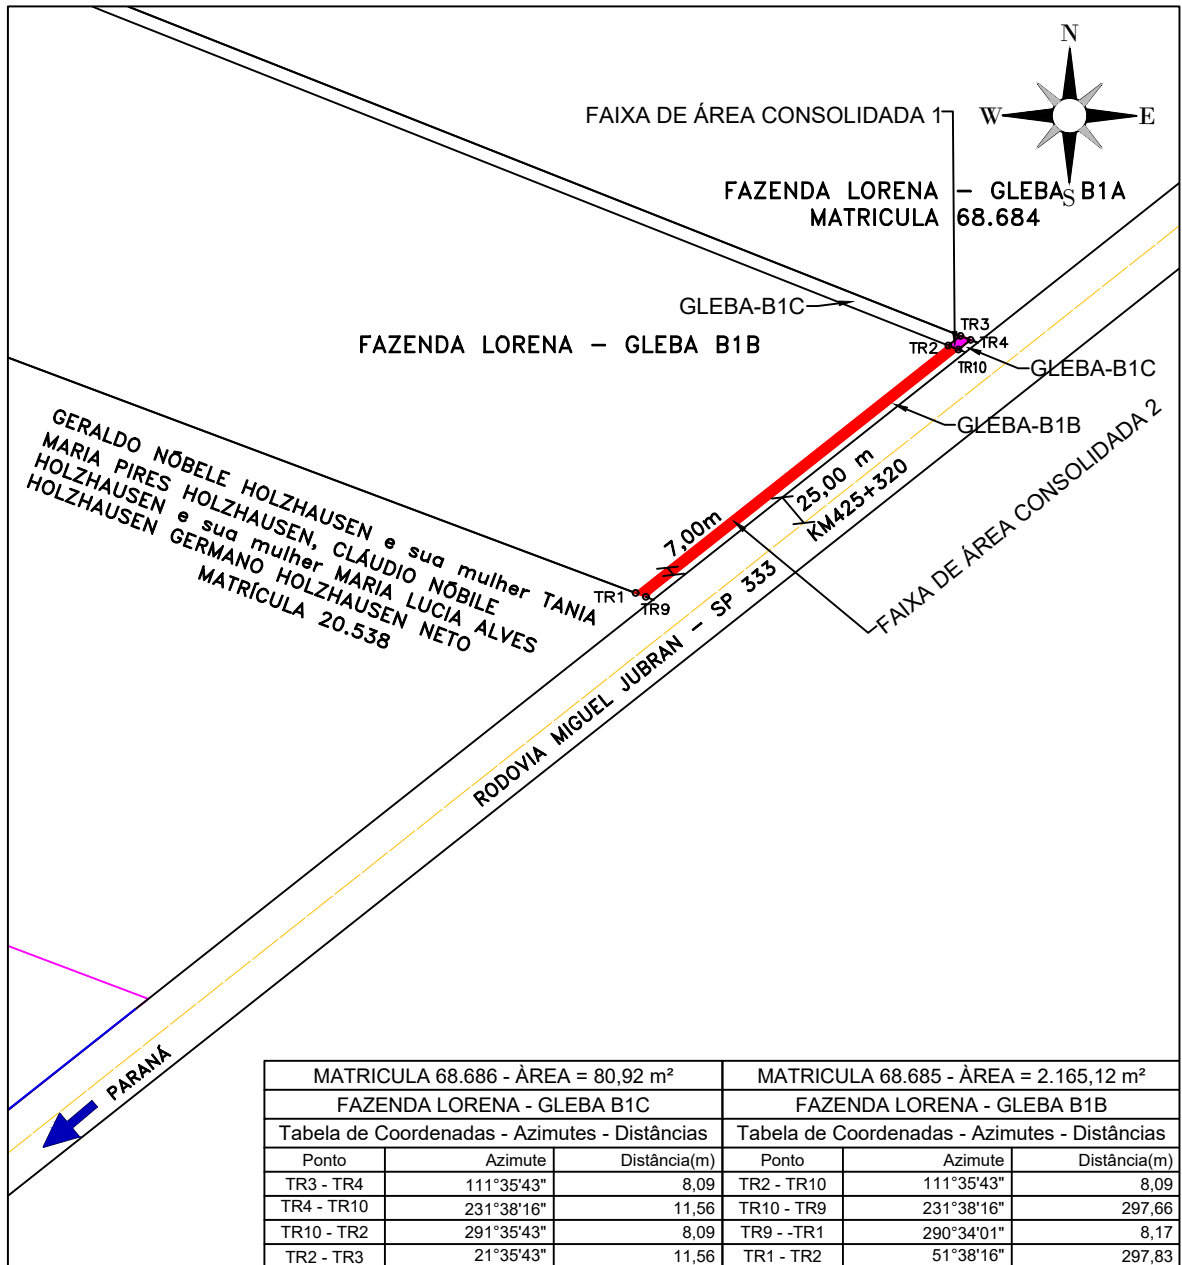 N
W
E
S
FAIXA DE ÁREA CONSOLIDADA 1
FAZENDA LORENA – GLEBA B1A
MATRICULA 68.684
GLEBA-B1C
FAZENDA LORENA – GLEBA B1B
TR3
TR2
TR4
TR10
GLEBA-B1C
GLEBA-B1B
25,00 m
KM425+320
7,00m
FAIXA DE ÁREA CONSOLIDADA 2
GERALDO NÕBELE HOLZHAUSEN e sua mulher TANIA
MARIA PIRES HOLZHAUSEN, CLÁUDIO NÕBILE
HOLZHAUSEN e sua mulher MARIA LUCIA ALVES
HOLZHAUSEN GERMANO HOLZHAUSEN NETO
MATRÍCULA 20.538
TR1
TR9
RODOVIA MIGUEL JUBRAN – SP 333
PARANÁ
MATRICULA 68.686 - ÀREA = 80,92 m² MATRICULA 68.685 - ÀREA = 2.165,12 m²
FAZENDA LORENA - GLEBA B1C FAZENDA LORENA - GLEBA B1B
Tabela de Coordenadas - Azimutes - Distâncias Tabela de Coordenadas - Azimutes - Distâncias
Ponto Azimute Distância(m) Ponto Azimute Distância(m)
TR3 - TR4 111°35'43" 8,09 TR2 - TR10 111°35'43" 8,09
TR4 - TR10 231°38'16" 11,56 TR10 - TR9 231°38'16" 297,66
TR10 - TR2 291°35'43" 8,09 TR9 - -TR1 290°34'01" 8,17
TR2 - TR3 21°35'43" 11,56 TR1 - TR2 51°38'16" 297,83